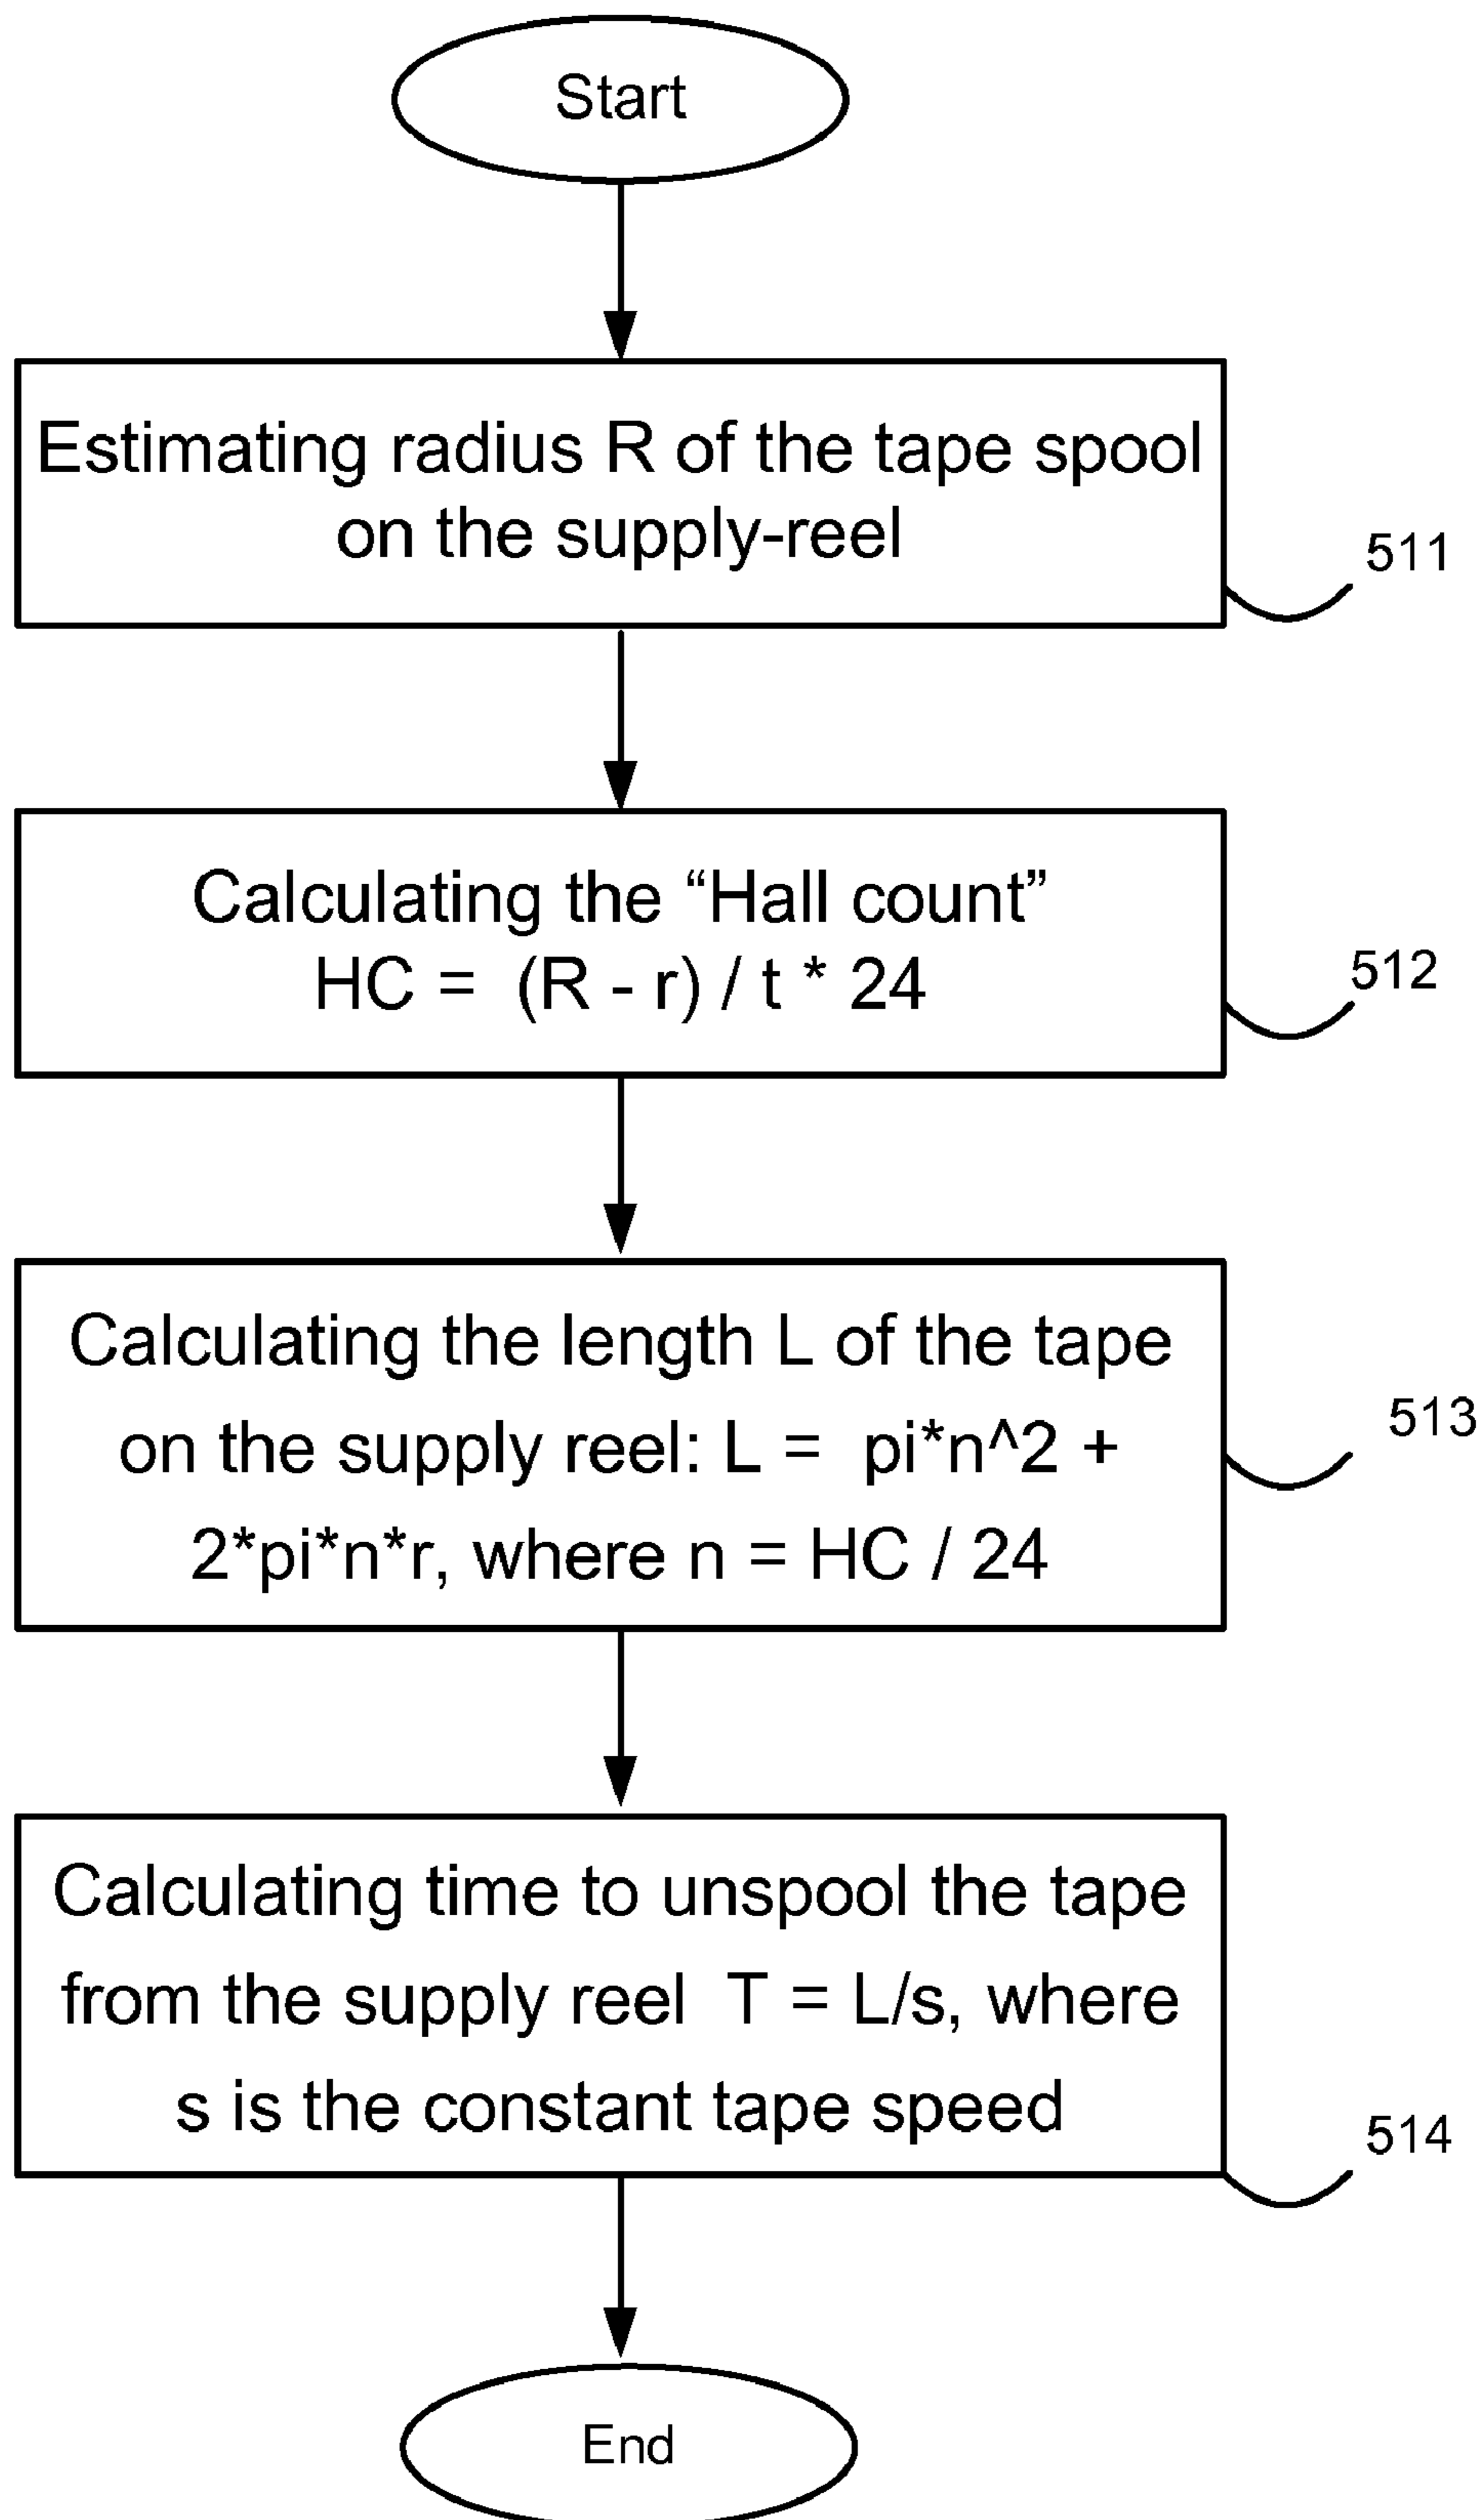 Start
Estimating radius R of the tape spool
on the supply-reel
511
Calculating the “Hall count”
HC = (R - r) / t * 24
512
Calculating the length L of the tape
on the supply reel: L = pi*n^2 +
2*pi*n*r, where n = HC / 24
513
Calculating time to unspool the tape
from the supply reel T = L/s, where
s is the constant tape speed
514
End